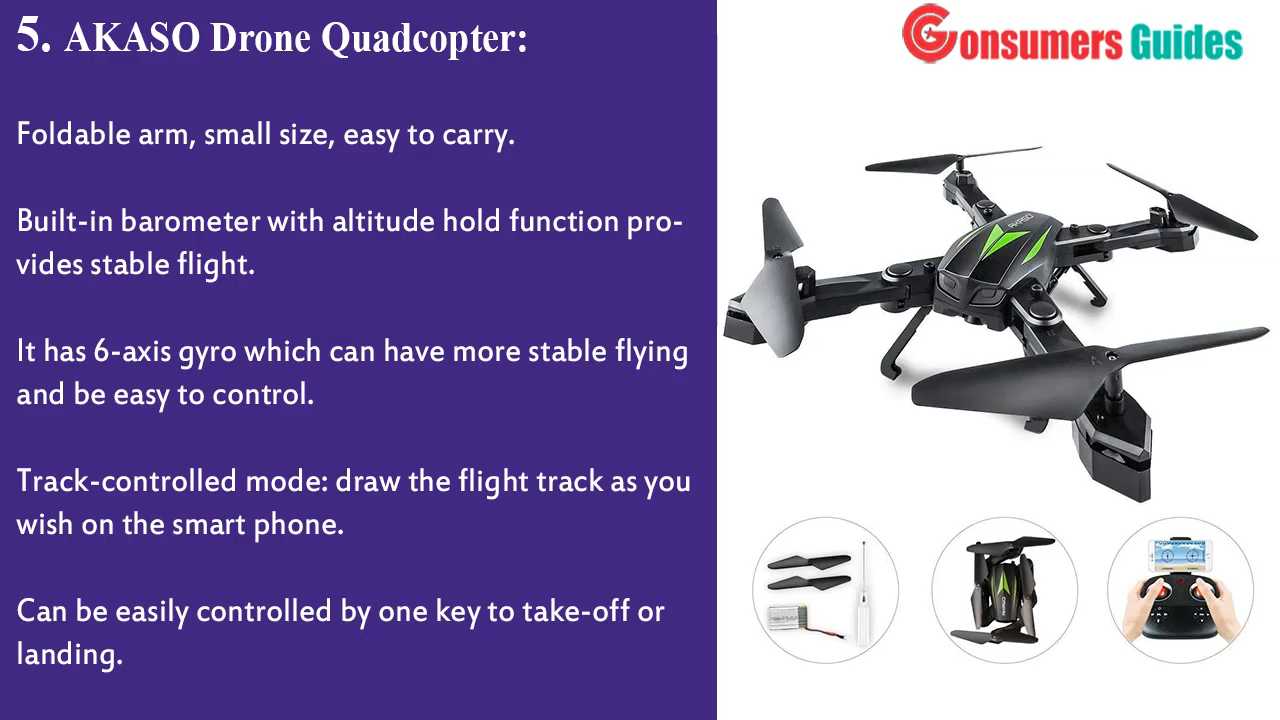 5. AKASO Drone Quadcopter:
Consumers Guides
Foldable arm, small size, easy to carry.
Built-in barometer with altitude hold function pro-
vides stable flight.
It has 6-axis gyro which can have more stable flying
and be easy to control.
Track-controlled mode: draw the flight track as you
wish on the smart phone.
Can be easily controlled by one key to take-off or
landing.
AKASO
AKASO